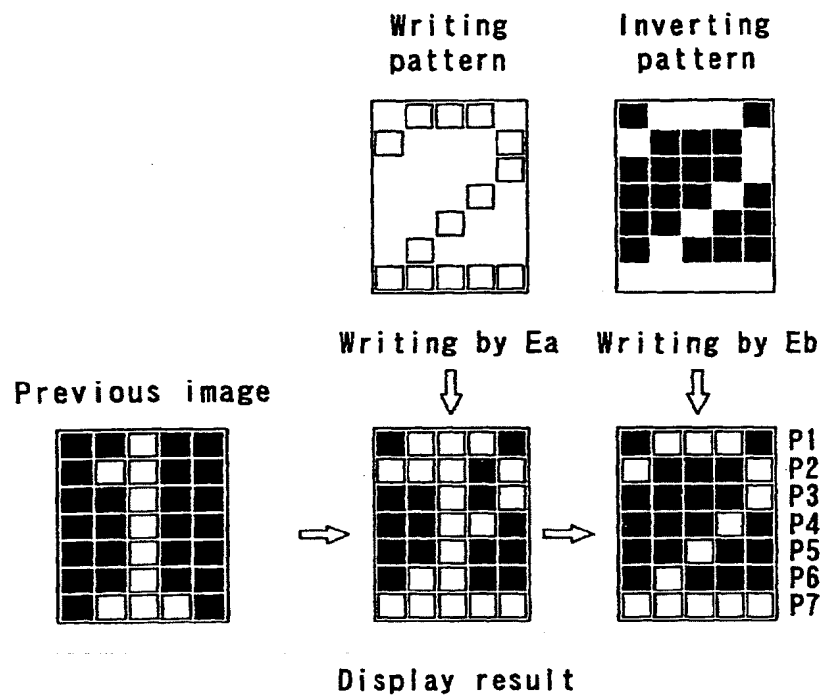 Writing
pattern
Inverting
pattern
Writing by Ea
Writing by Eb
Previous image
P1
P2
P3
P4
P5
P6
P7
Display result